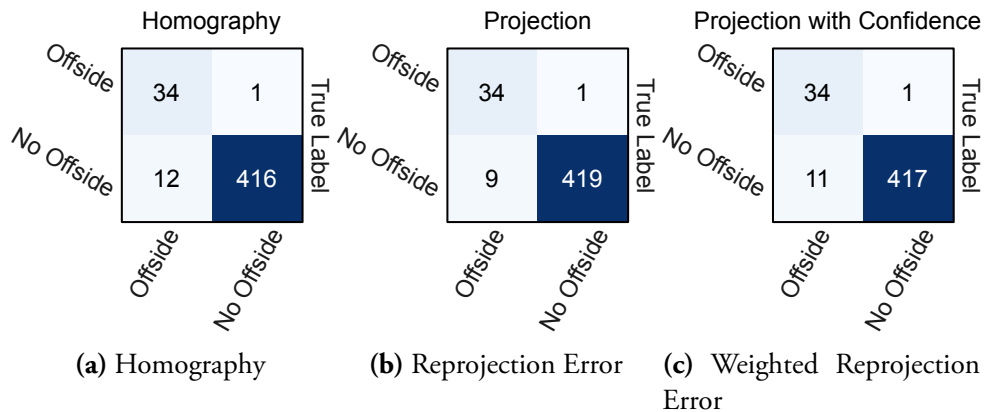 Homography
Offside
No Offside
34 1
12 416
True Label
Offside
No Offside
(a) Homography
Projection
Offside
No Offside
34 1
9 419
True Label
Offside
No Offside
(b) Reprojection Error
Projection with Confidence
34 1
11 417
True Label
Offside
No Offside
Offside
No Offside
(c) Weighted Reprojection
Error